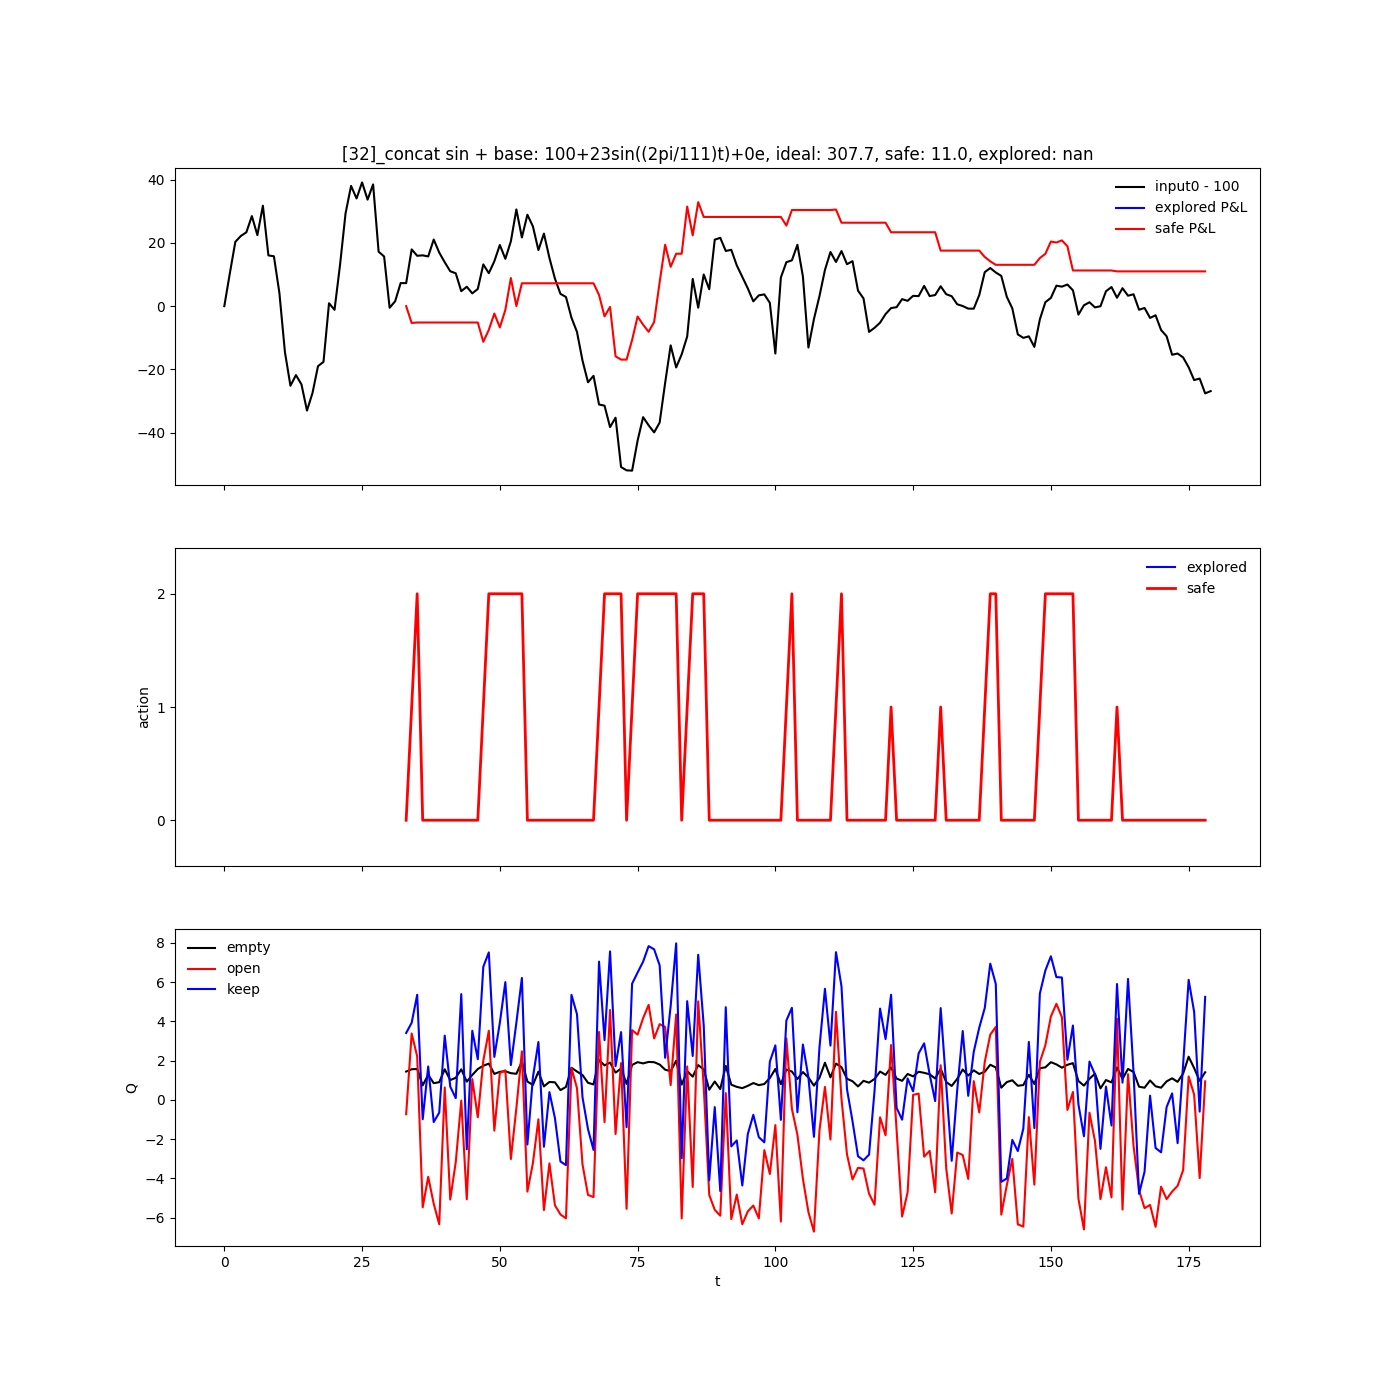 [32]_concat sin + base: 100+23sin((2pi/111)t)+0e, ideal: 307.7, safe: 11.0, explored: nan
40
20
0
−20
−40
input0 - 100
explored P&L
safe P&L
2
1
0
action
explored
safe
8
6
4
2
0
−2
−4
−6
Q
empty
open
keep
0
25
50
75
100
125
150
175
t